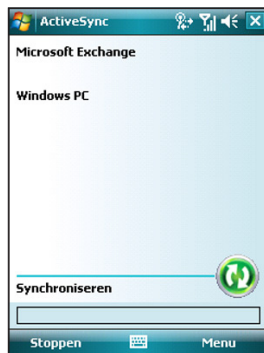 ActiveSync
Microsoft Exchange
Windows PC
Synchroniseren
Stoppen Menu